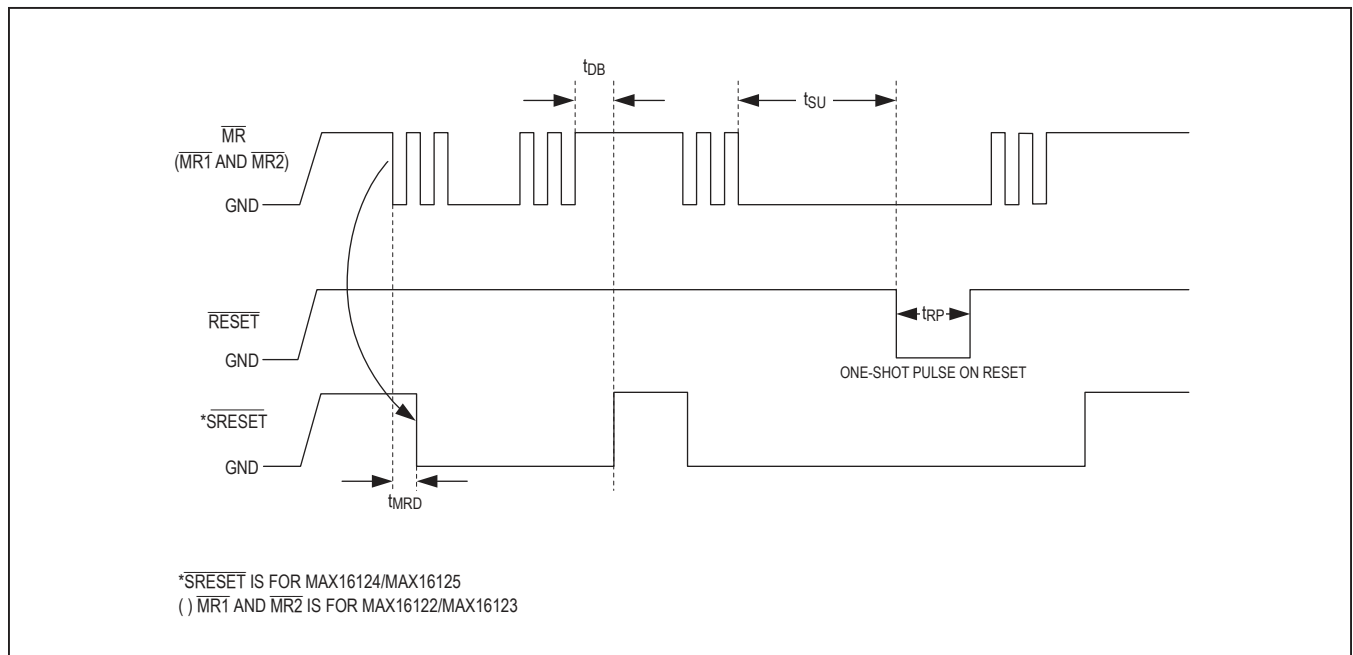 tDB
tSU
MR
(MR1 AND MR2)
GND
RESET
GND
tRP
ONE-SHOT PULSE ON RESET
*SRESET
GND
tMRD
*SRESET IS FOR MAX16124/MAX16125
( ) MR1 AND MR2 IS FOR MAX16122/MAX16123